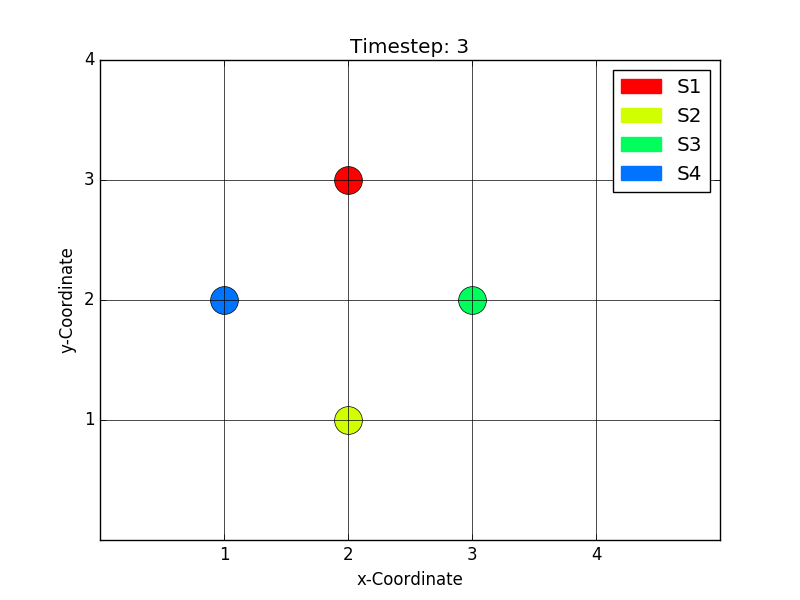 Timestep: 3
4
S1
S2
S3
S4
3
2
1
y-Coordinate
1 2 3 4
x-Coordinate